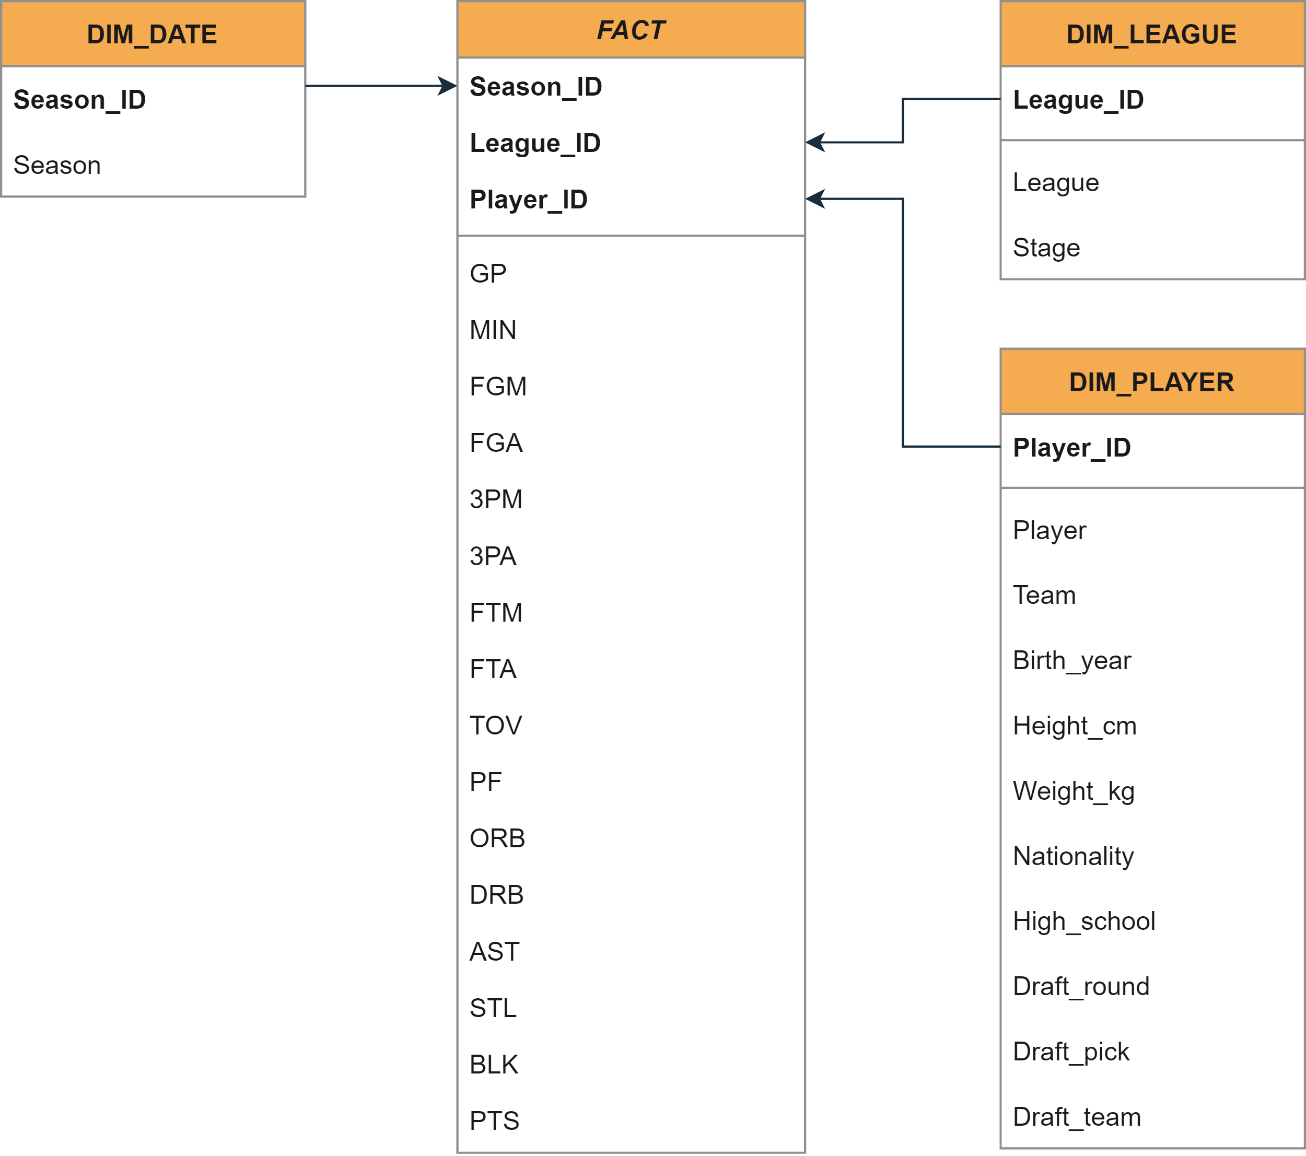 DIM_DATE
Season_ID
Season
FACT
Season_ID
League_ID
Player_ID
GP
MIN
FGM
FGA
3PM
3PA
FTM
FTA
TOV
PF
ORB
DRB
AST
STL
BLK
PTS
DIM_LEAGUE
League_ID
League
Stage
DIM_PLAYER
Player_ID
Player
Team
Birth_year
Height_cm
Weight_kg
Nationality
High_school
Draft_round
Draft_pick
Draft_team